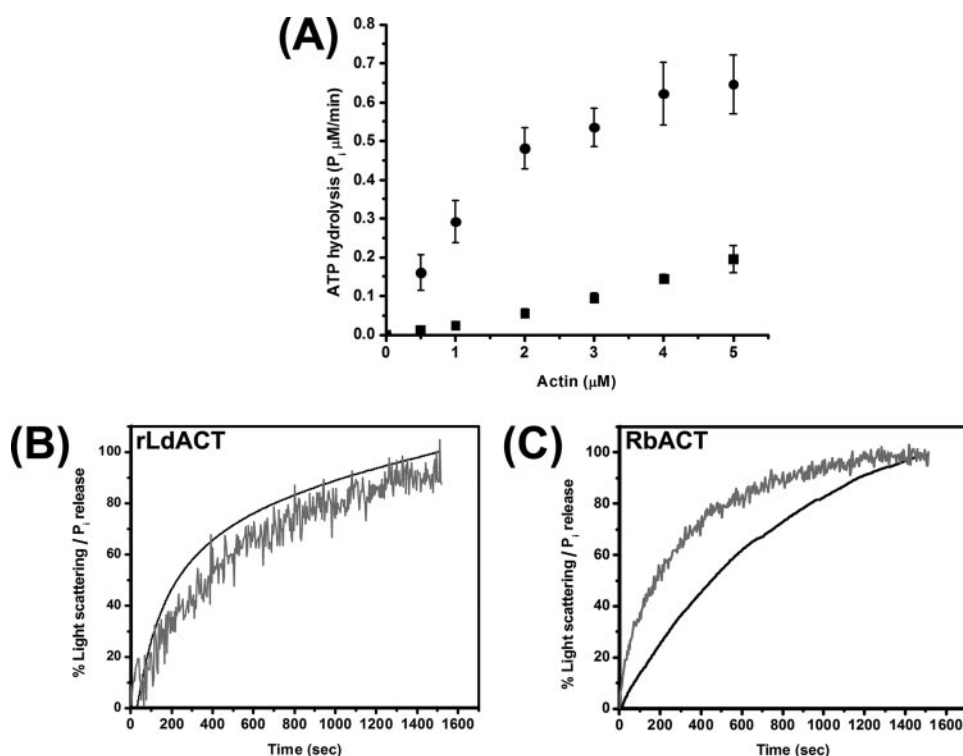 (A)
ATP hydrolysis (Pi µM/min)
0.8
0.7
0.6
0.5
0.4
0.3
0.2
0.1
0.0
0 1 2 3 4 5
Actin (µM)
(B)
rLdACT
% Light scattering / Pi release
100
80
60
40
20
0
0 200 400 600 800 1000 1200 1400 1600
Time (sec)
(C)
RbACT
% Light scattering / Pi release
100
80
60
40
20
0
0 200 400 600 800 1000 1200 1400 1600
Time (sec)